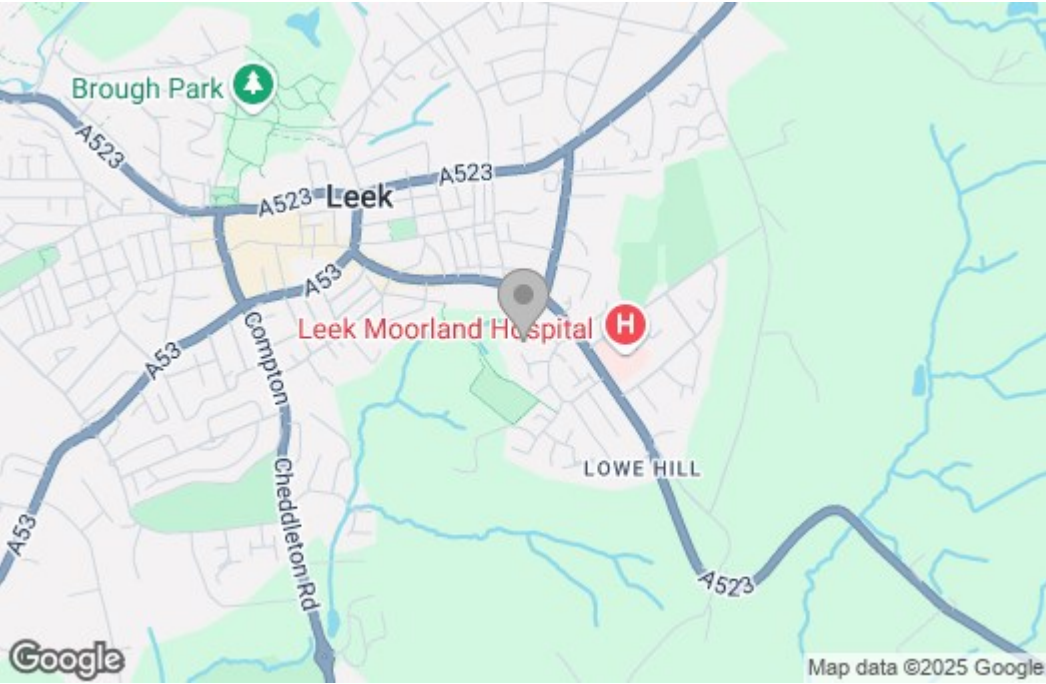 Brough Park
A523
A523
A523
Leek
A53
Leek Moorland Hospital
H
A53
Compton
LOWE HILL
A53
Cheddleton Rd
A523
Google
Map data ©2025 Google